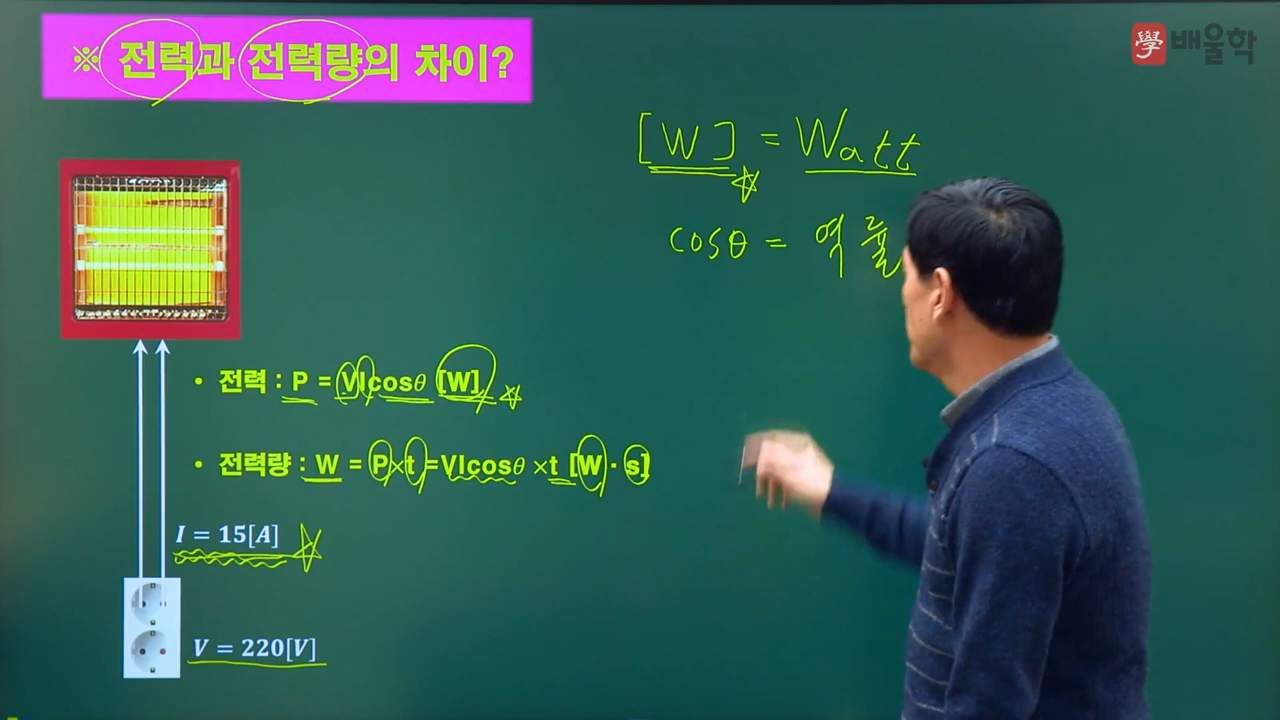 ※ 전력과 전력량의 차이?
學 배울학
[W] = Watt
cosθ = 역률
• 전력 : P = VIcosθ [W]
• 전력량 : W = P×t=VIcosθ ×t [W·s]
I = 15[A]
V = 220[V]